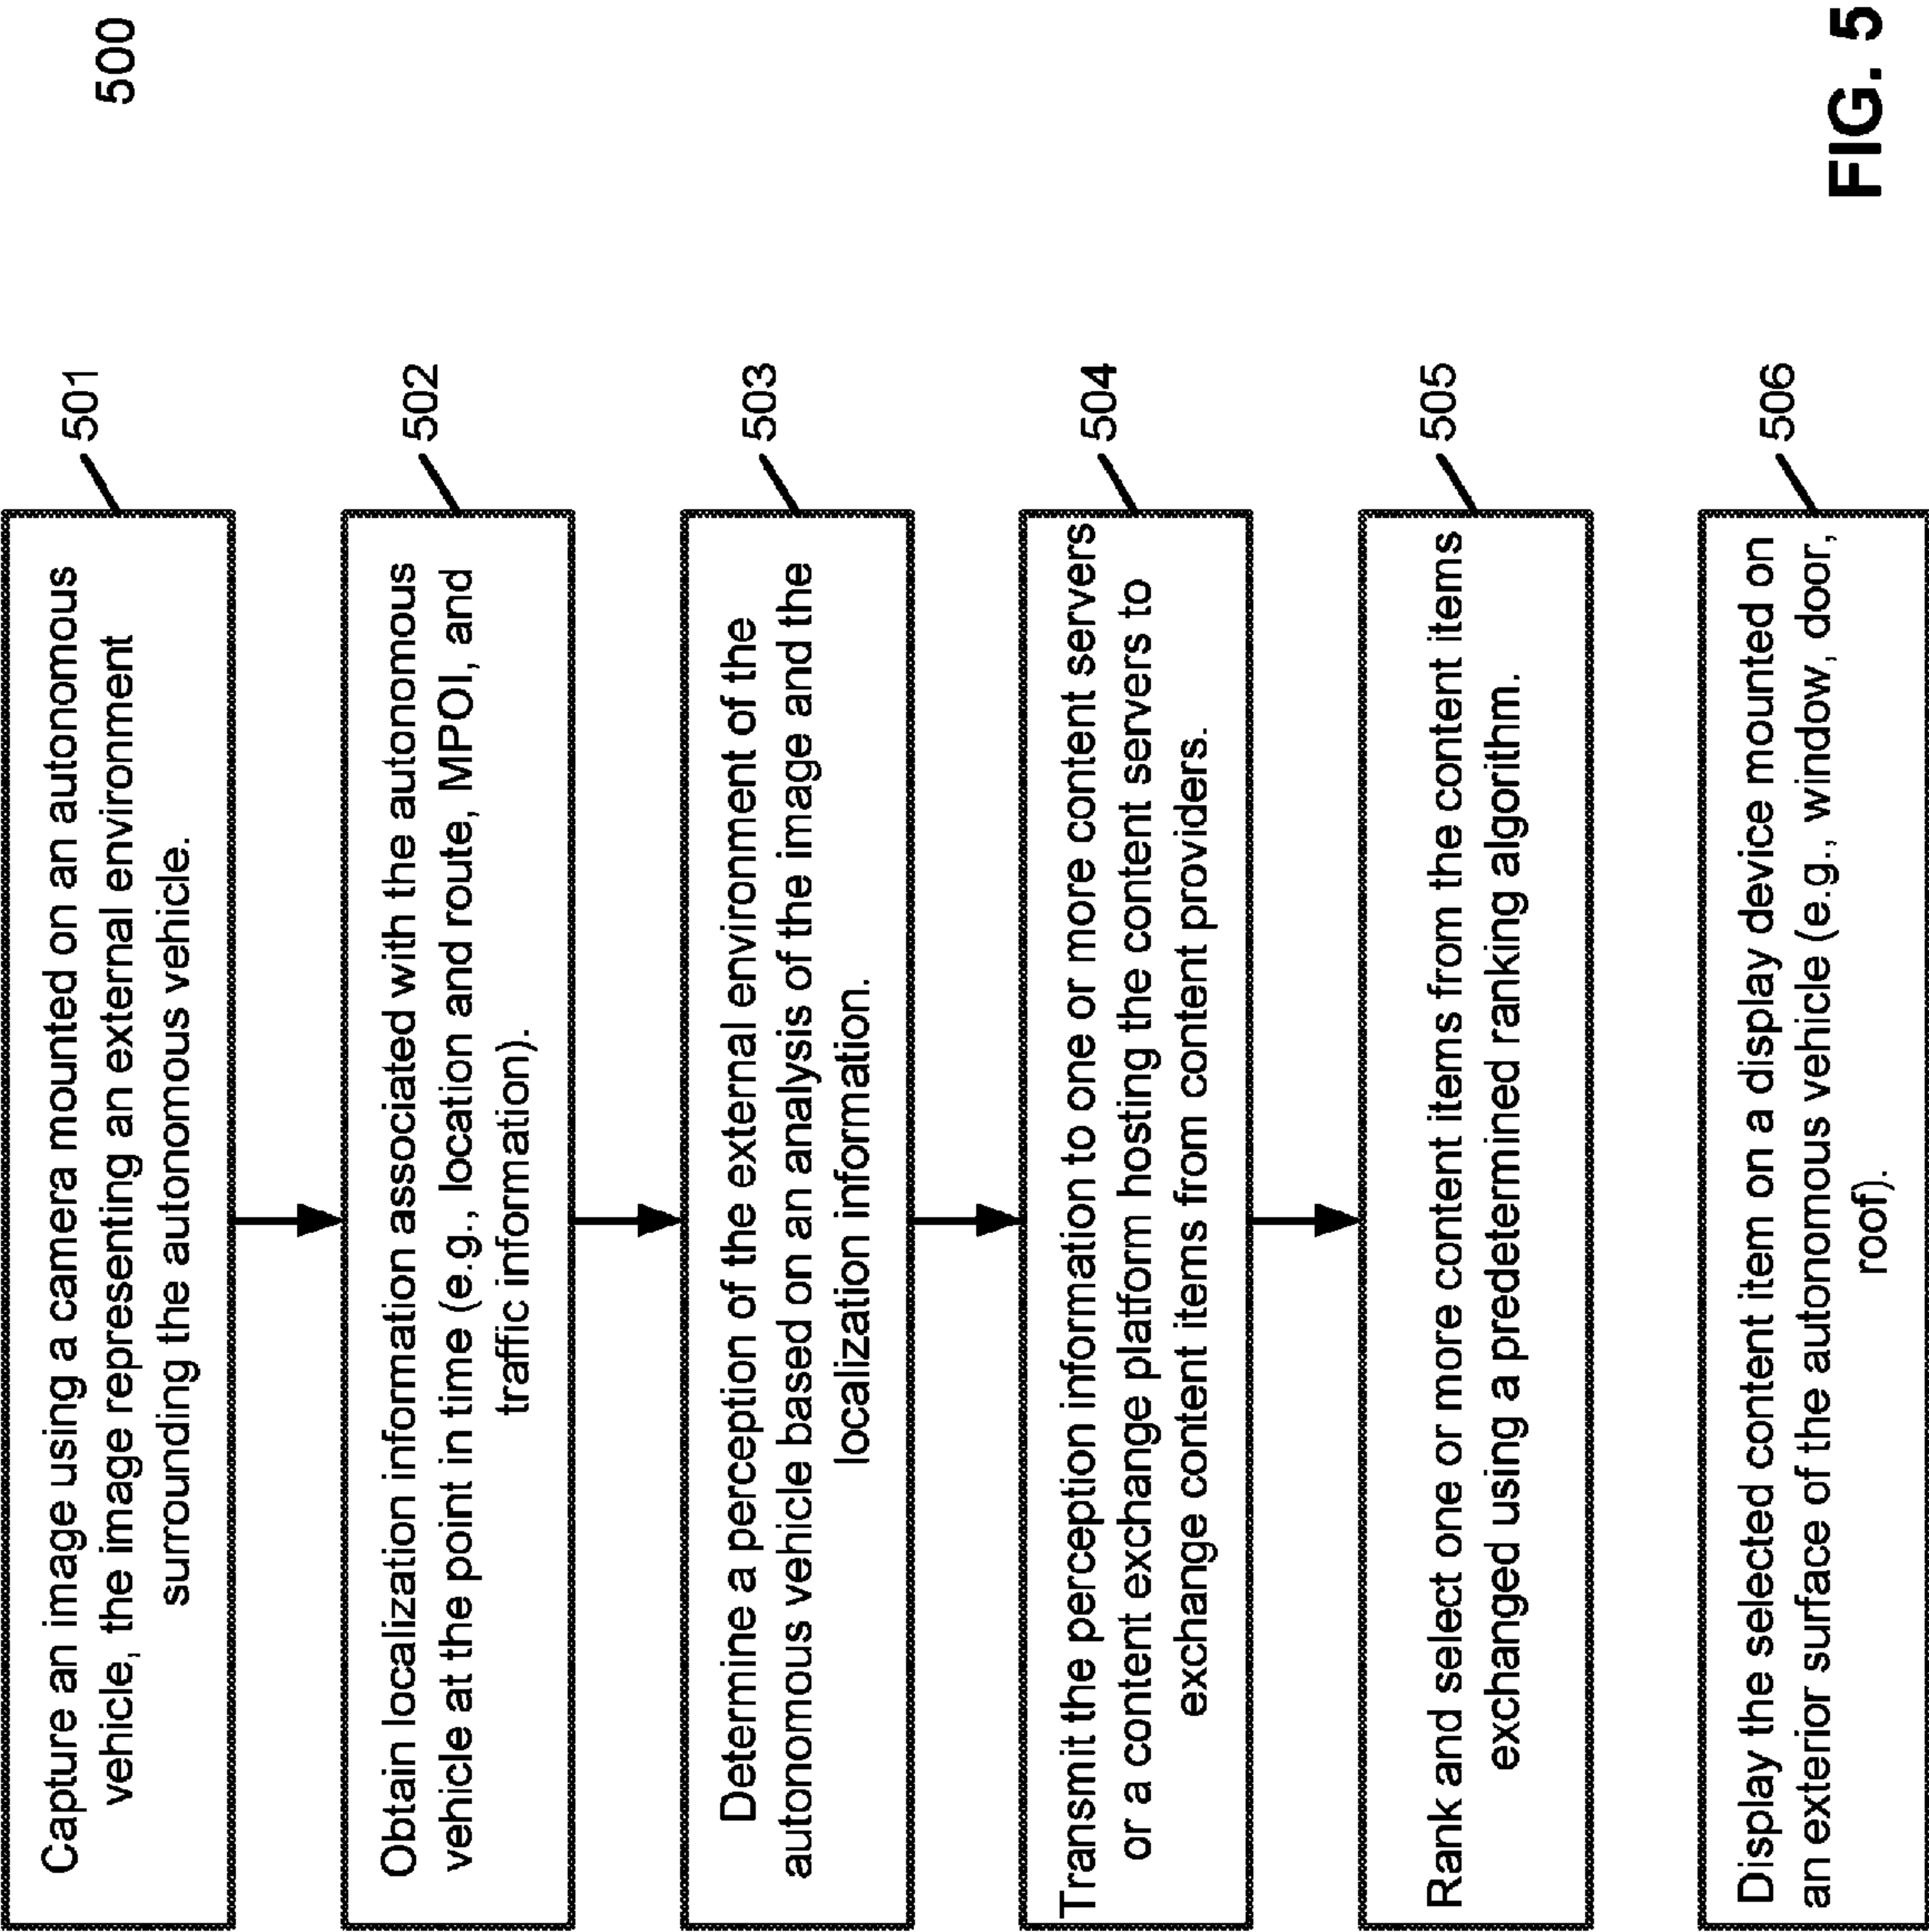 500
Capture an image using a camera mounted on an autonomous
vehicle, the image representing an external environment
surrounding the autonomous vehicle.
501
Obtain localization information associated with the autonomous
vehicle at the point in time (e.g., location and route, MPOI, and
traffic information).
502
Determine a perception of the external environment of the
autonomous vehicle based on an analysis of the image and the
localization information.
503
Transmit the perception information to one or more content servers
or a content exchange platform hosting the content servers to
exchange content items from content providers.
504
Rank and select one or more content items from the content items
exchanged using a predetermined ranking algorithm.
505
Display the selected content item on a display device mounted on
an exterior surface of the autonomous vehicle (e.g., window, door,
roof).
506
FIG. 5